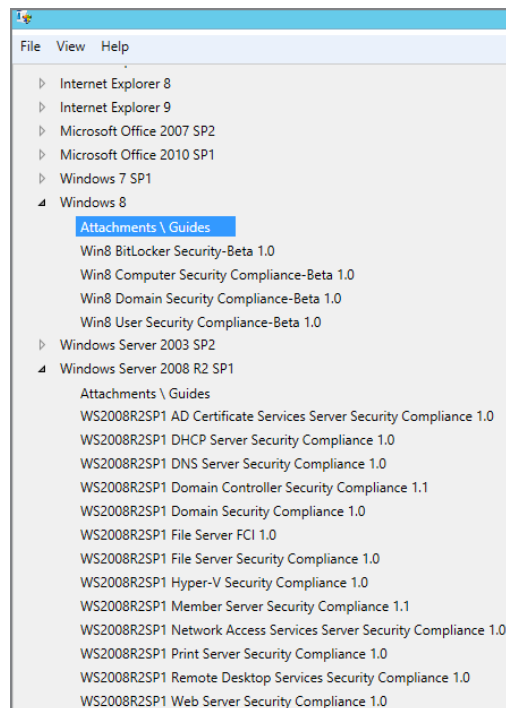 File View Help
Internet Explorer 8
Internet Explorer 9
Microsoft Office 2007 SP2
Microsoft Office 2010 SP1
Windows 7 SP1
Windows 8
Attachments \ Guides
Win8 BitLocker Security-Beta 1.0
Win8 Computer Security Compliance-Beta 1.0
Win8 Domain Security Compliance-Beta 1.0
Win8 User Security Compliance-Beta 1.0
Windows Server 2003 SP2
Windows Server 2008 R2 SP1
Attachments \ Guides
WS2008R2SP1 AD Certificate Services Server Security Compliance 1.0
WS2008R2SP1 DHCP Server Security Compliance 1.0
WS2008R2SP1 DNS Server Security Compliance 1.0
WS2008R2SP1 Domain Controller Security Compliance 1.1
WS2008R2SP1 Domain Security Compliance 1.0
WS2008R2SP1 File Server FCI 1.0
WS2008R2SP1 File Server Security Compliance 1.0
WS2008R2SP1 Hyper-V Security Compliance 1.0
WS2008R2SP1 Member Server Security Compliance 1.1
WS2008R2SP1 Network Access Services Server Security Compliance 1.0
WS2008R2SP1 Print Server Security Compliance 1.0
WS2008R2SP1 Remote Desktop Services Security Compliance 1.0
WS2008R2SP1 Web Server Security Compliance 1.0